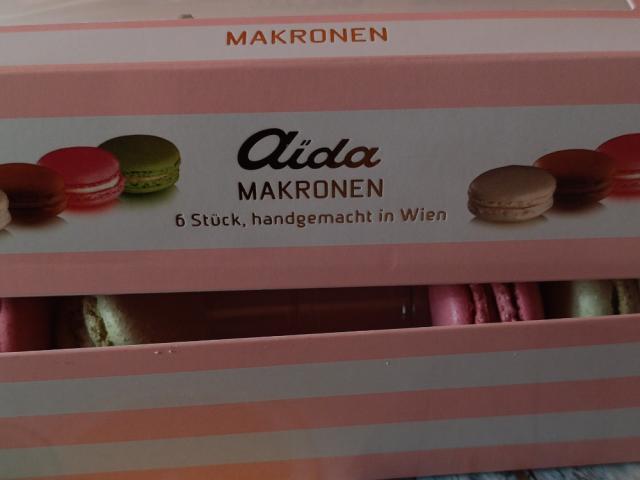 MAKRONEN
aïda
MAKRONEN
6 Stück, handgemacht in Wien